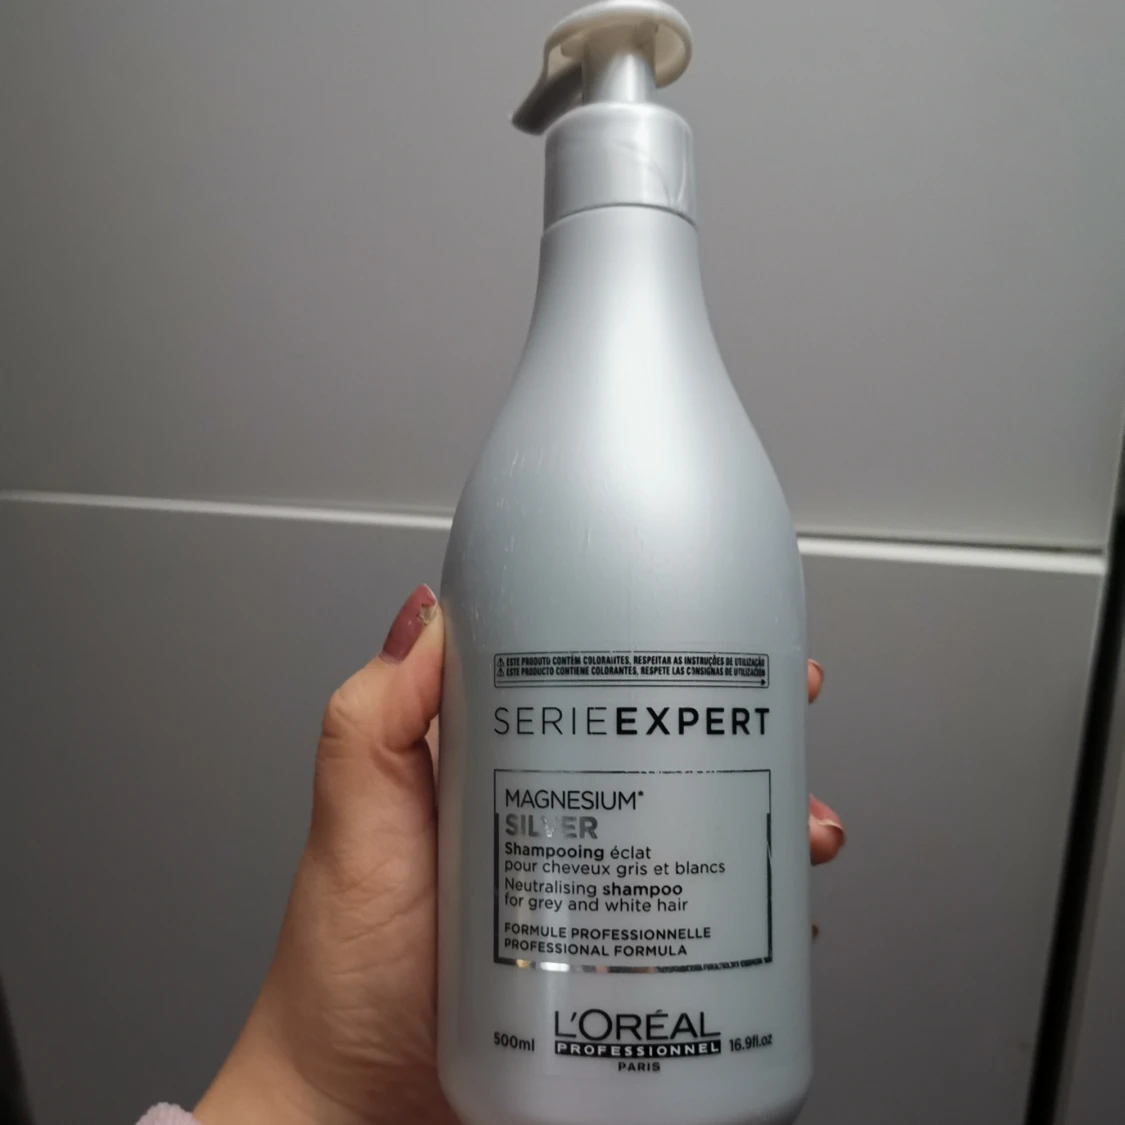 ESTE PRODUTO CONTÉM COLORANTES, RESPEITAR AS INSTRUÇÕES DE UTILIZAÇÃO
ESTE PRODUCTO CONTIENE COLORANTES, RESPETE LAS CONSIGNAS DE UTILIZACIÓN
SERIE EXPERT
MAGNESIUM*
SILVER
Shampooing éclat
pour cheveux gris et blancs
Neutralising shampoo
for grey and white hair
FORMULE PROFESSIONNELLE
PROFESSIONAL FORMULA
L'ORÉAL
500ml PROFESSIONNEL 16.9fl.oz
PARIS